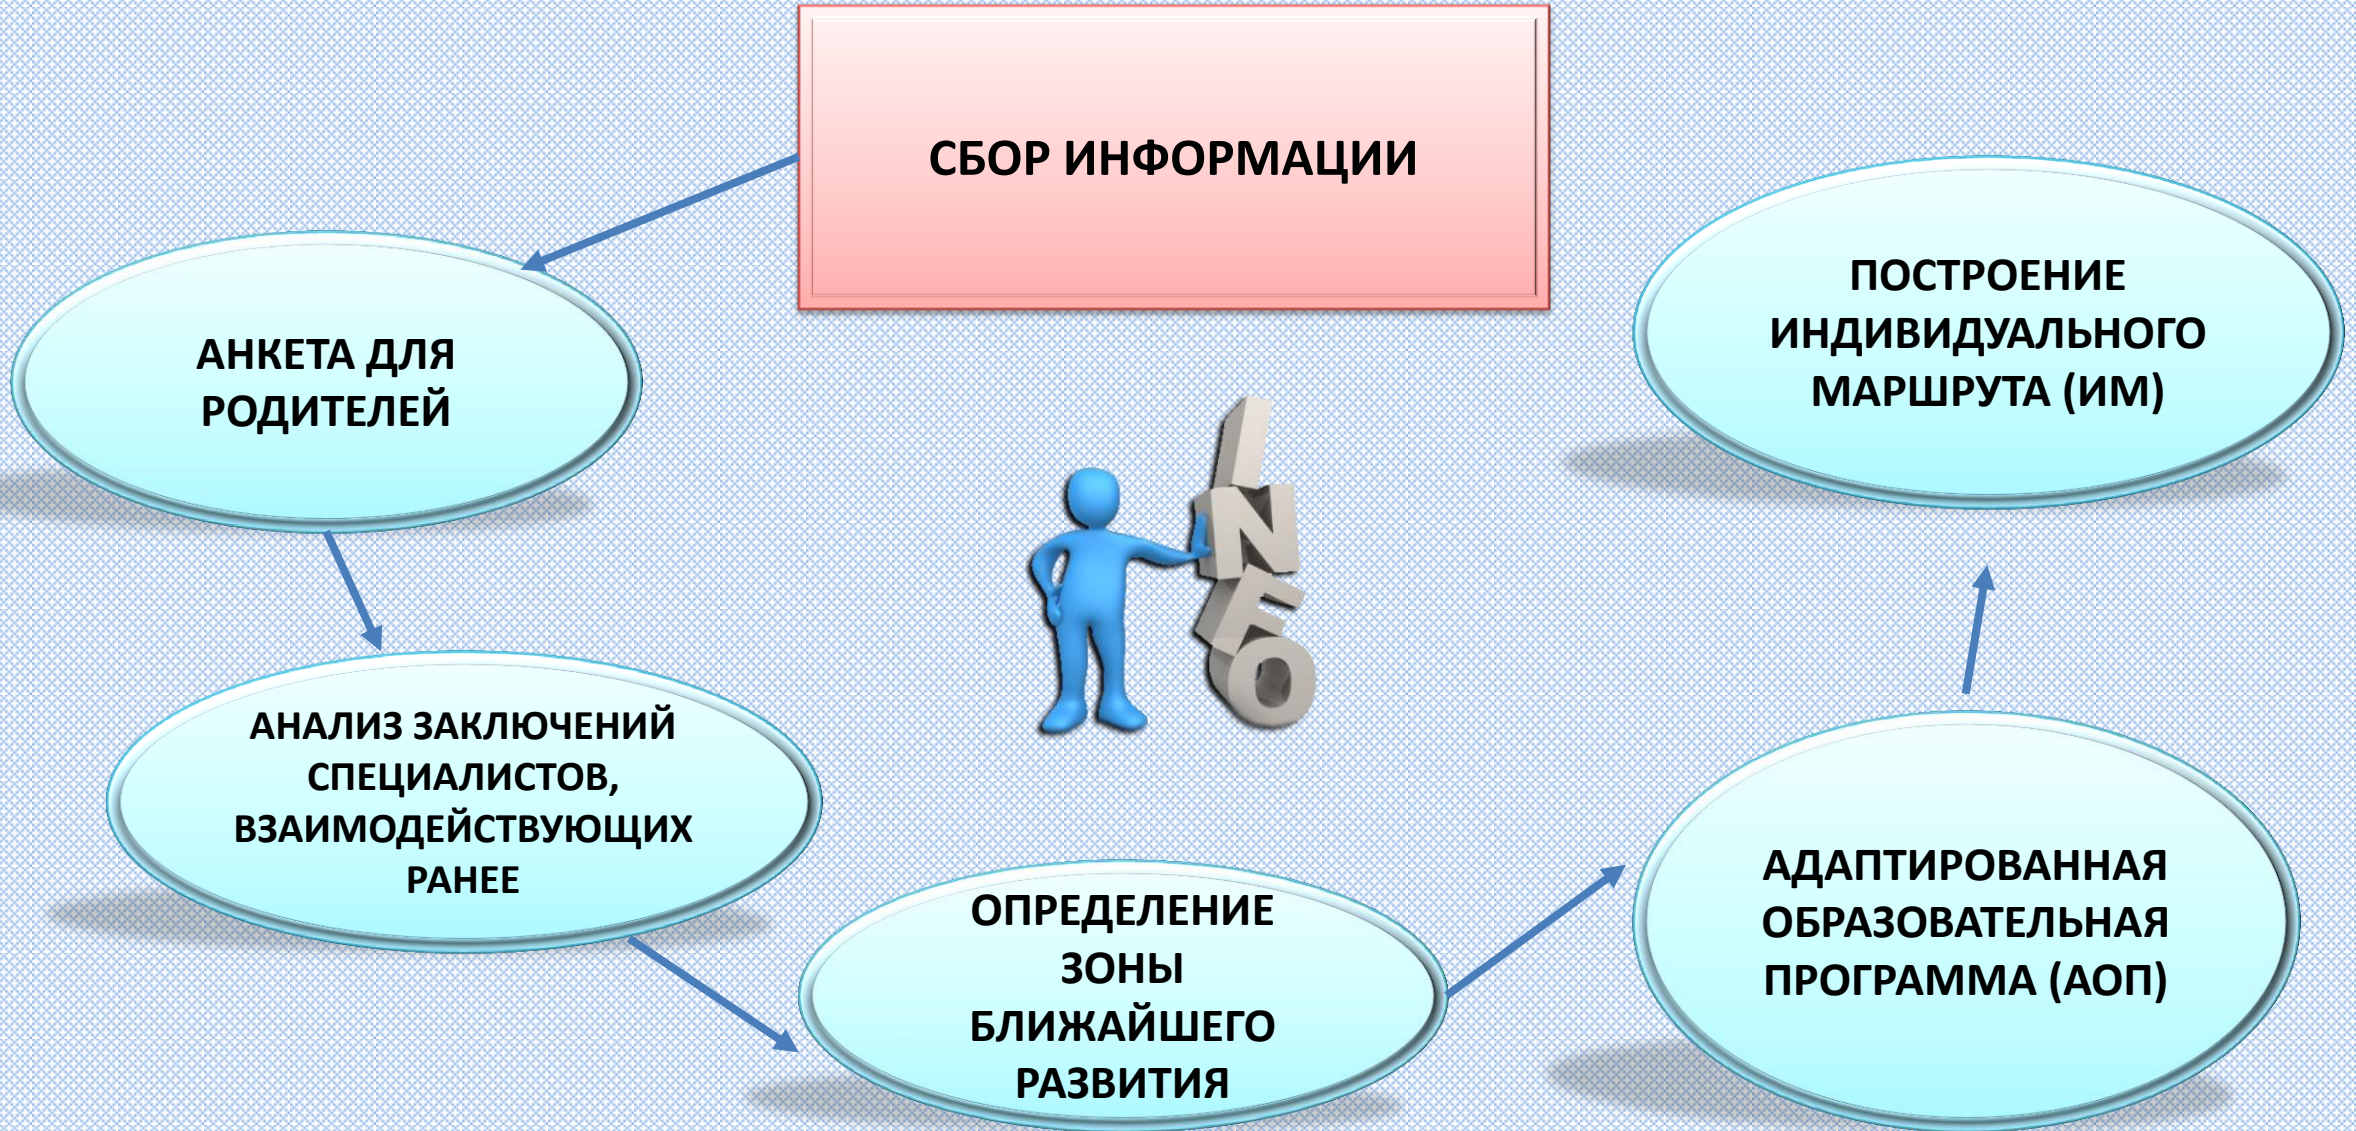 СБОР ИНФОРМАЦИИ
АНКЕТА ДЛЯ
РОДИТЕЛЕЙ
АНАЛИЗ ЗАКЛЮЧЕНИЙ
СПЕЦИАЛИСТОВ,
ВЗАИМОДЕЙСТВУЮЩИХ
РАНЕЕ
ОПРЕДЕЛЕНИЕ
ЗОНЫ
БЛИЖАЙШЕГО
РАЗВИТИЯ
АДАПТИРОВАННАЯ
ОБРАЗОВАТЕЛЬНАЯ
ПРОГРАММА (АОП)
ПОСТРОЕНИЕ
ИНДИВИДУАЛЬНОГО
МАРШРУТА (ИМ)
INFO